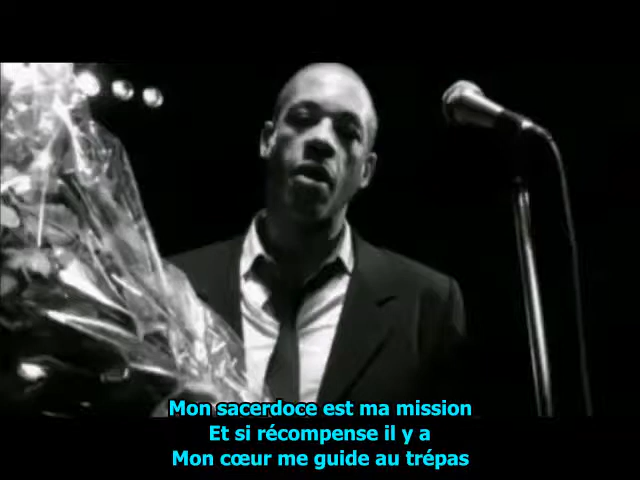 Mon sacerdoce est ma mission
Et si récompense il y a
Mon cœur me guide au trépas